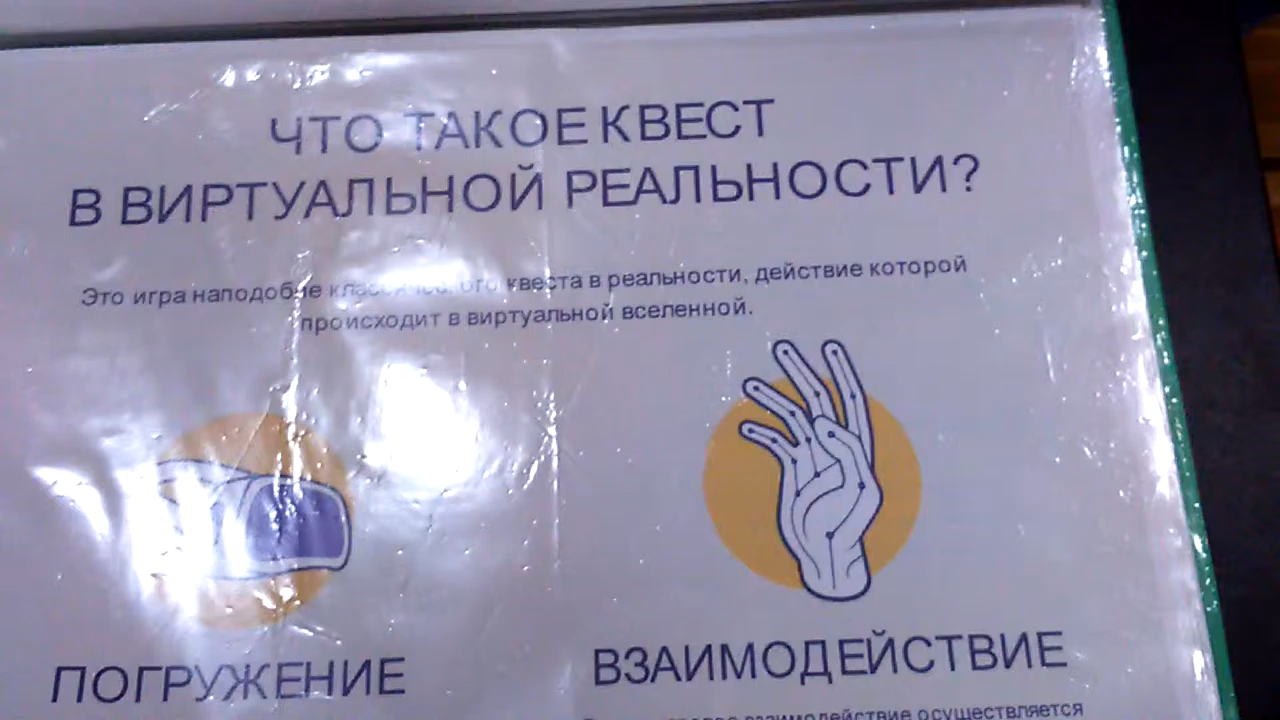 ЧТО ТАКОЕ КВЕСТ
В ВИРТУАЛЬНОЙ РЕАЛЬНОСТИ?
Это игра наподобие классического квеста в реальности, действие которой
происходит в виртуальной вселенной.
ПОГРУЖЕНИЕ
ВЗАИМОДЕЙСТВИЕ
взаимодействие осуществляется